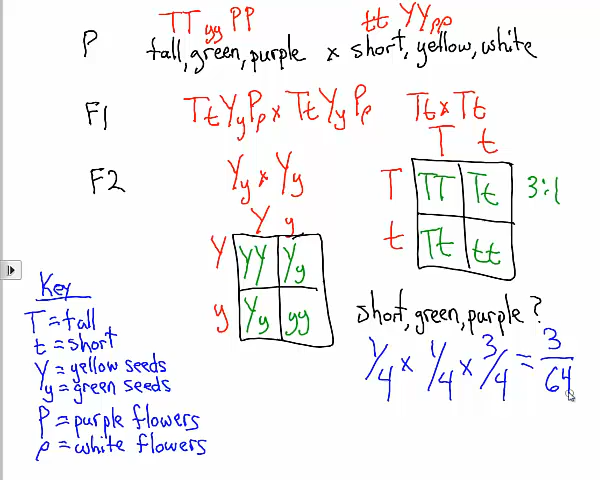 TT yy PP tt YY pp
P tall, green, purple x short, yellow, white
F1 Tt Yy Pp x Tt Yy Pp Tt x Tt
T t
F2 Yy x Yy
T TT Tt 3:1
t Tt tt
Y y
Y YY Yy
y Yy yy
Key
T = tall
t = short
Y = yellow seeds
y = green seeds
P = purple flowers
p = white flowers
short, green, purple?
1/4 x 1/4 x 3/4 = 3/64